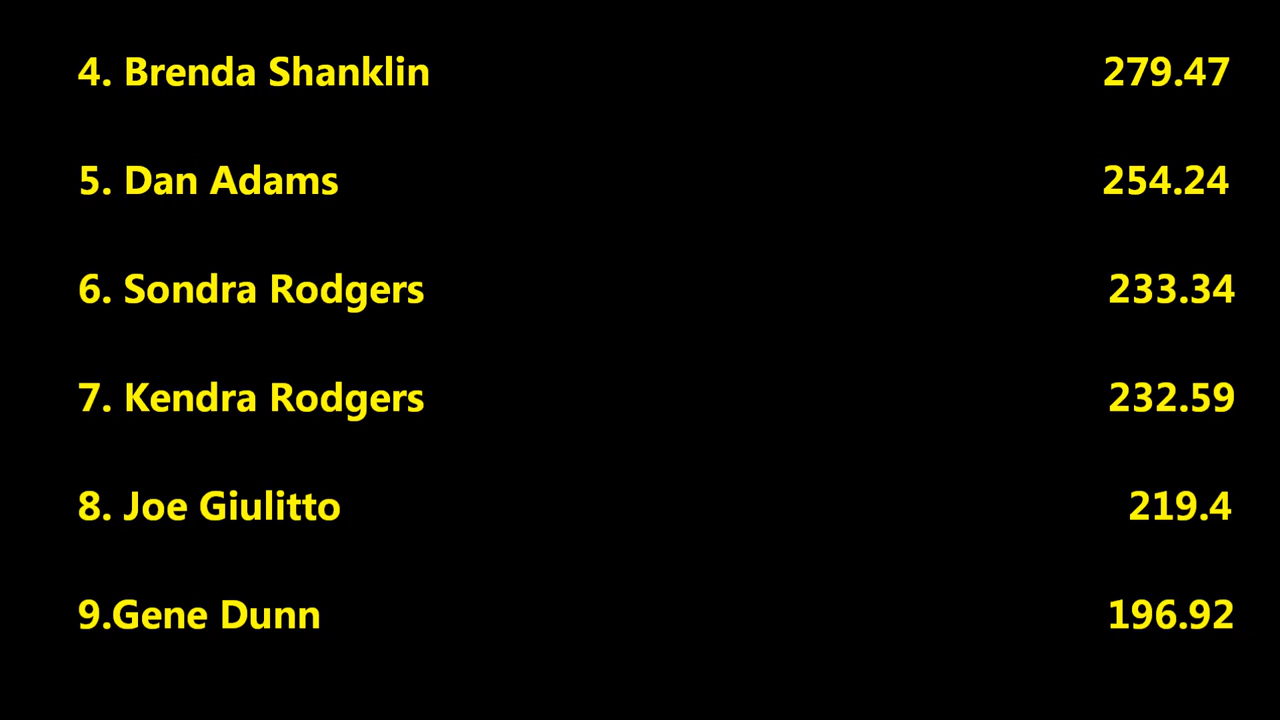 4. Brenda Shanklin 279.47
5. Dan Adams 254.24
6. Sondra Rodgers 233.34
7. Kendra Rodgers 232.59
8. Joe Giulitto 219.4
9.Gene Dunn 196.92